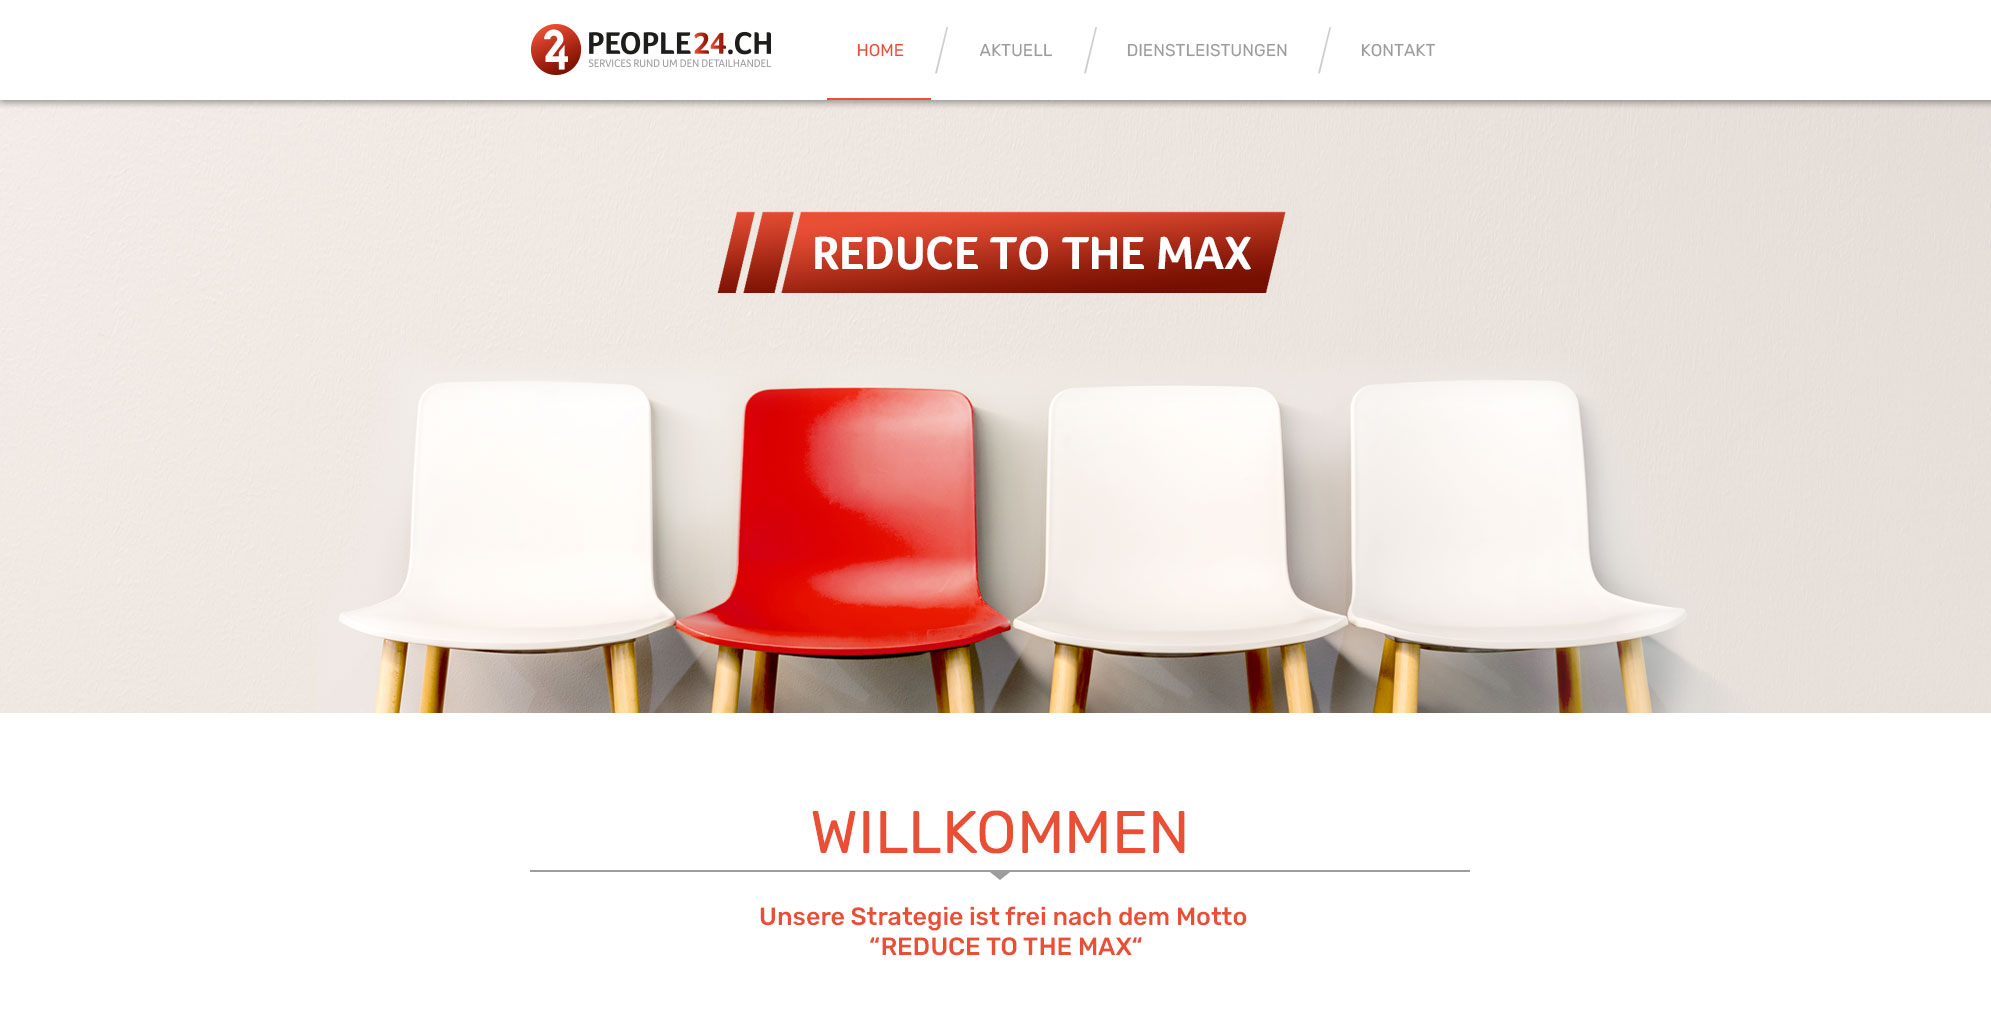 24 PEOPLE24.CH
SERVICES RUND UM DEN DETAILHANDEL
HOME
AKTUELL
DIENSTLEISTUNGEN
KONTAKT
REDUCE TO THE MAX
WILLKOMMEN
Unsere Strategie ist frei nach dem Motto
“REDUCE TO THE MAX“